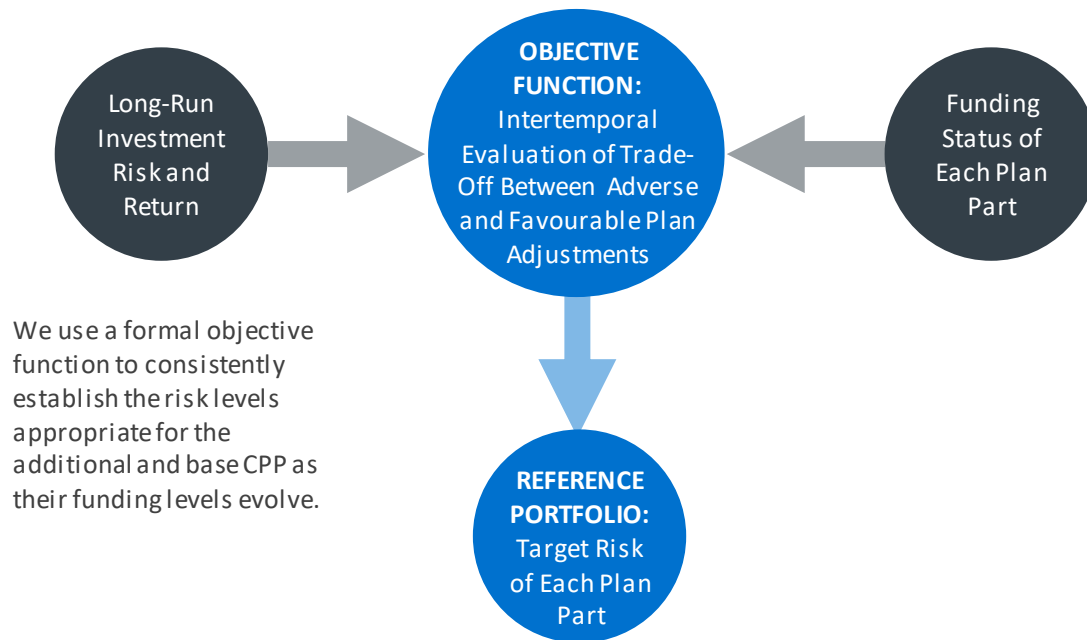 Long-Run
Investment
Risk and
Return
OBJECTIVE
FUNCTION:
Intertemporal
Evaluation of Trade-
Off Between Adverse
and Favourable Plan
Adjustments
Funding
Status of
Each Plan
Part
We use a formal objective
function to consistently
establish the risk levels
appropriate for the
additional and base CPP as
their funding levels evolve.
REFERENCE
PORTFOLIO:
Target Risk
of Each Plan
Part